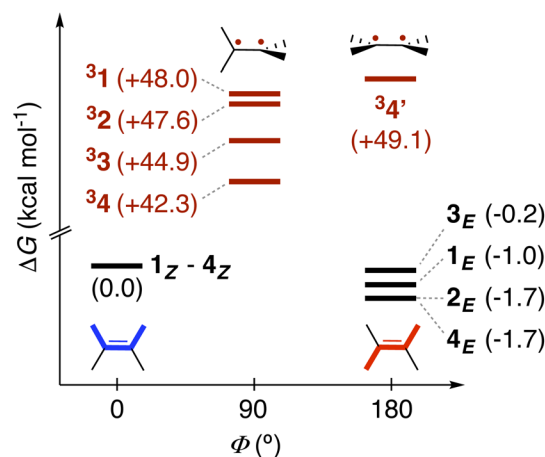 ³1 (+48.0)
³2 (+47.6)
³3 (+44.9)
³4 (+42.3)
³4'
(+49.1)
ΔG (kcal mol⁻¹)
1Z - 4Z
(0.0)
3E (-0.2)
1E (-1.0)
2E (-1.7)
4E (-1.7)
0
90
180
Φ (º)